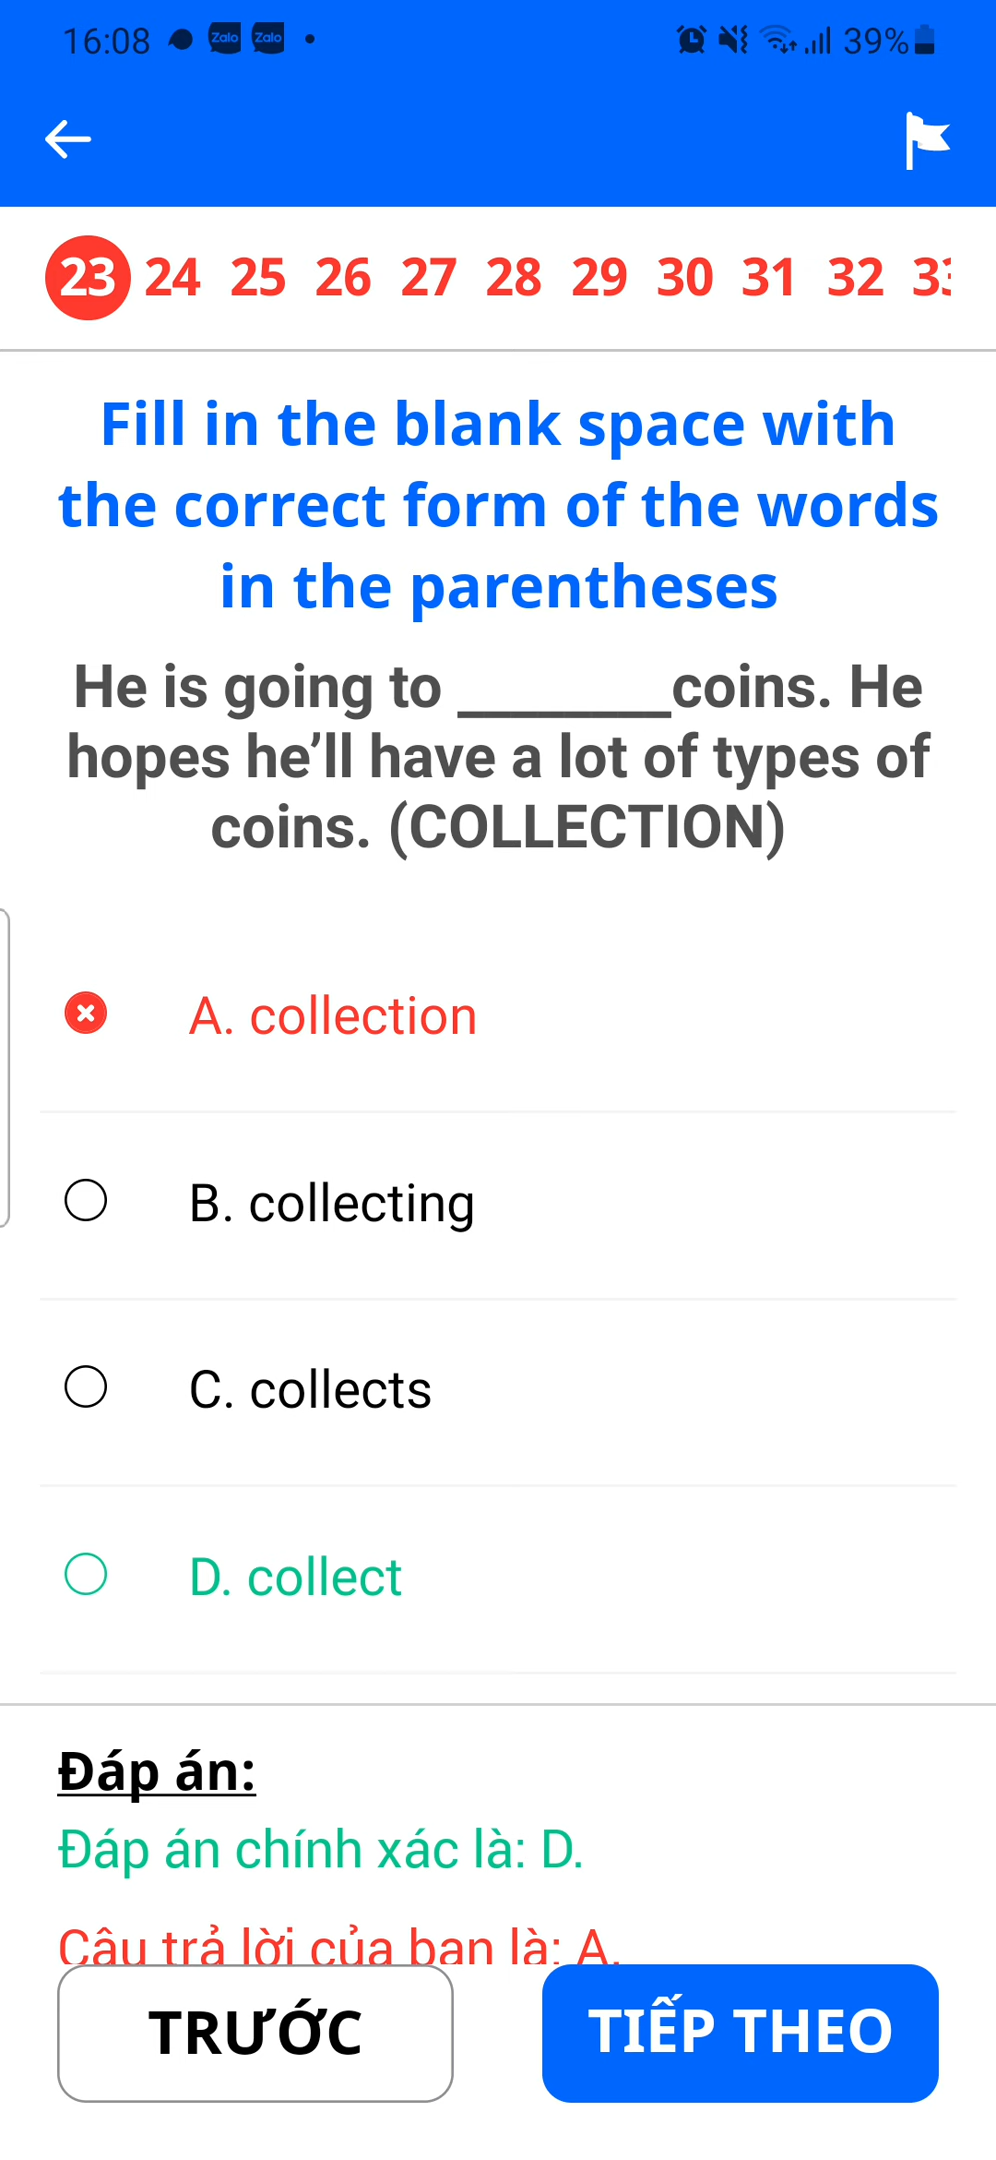 16:08 Zalo Zalo 39%
23 24 25 26 27 28 29 30 31 32
Fill in the blank space with
the correct form of the words
in the parentheses
He is going to ________coins. He
hopes he’ll have a lot of types of
coins. (COLLECTION)
A. collection
B. collecting
C. collects
D. collect
Đáp án:
Đáp án chính xác là: D.
Câu trả lời của bạn là: A.
TRƯỚC
TIẾP THEO